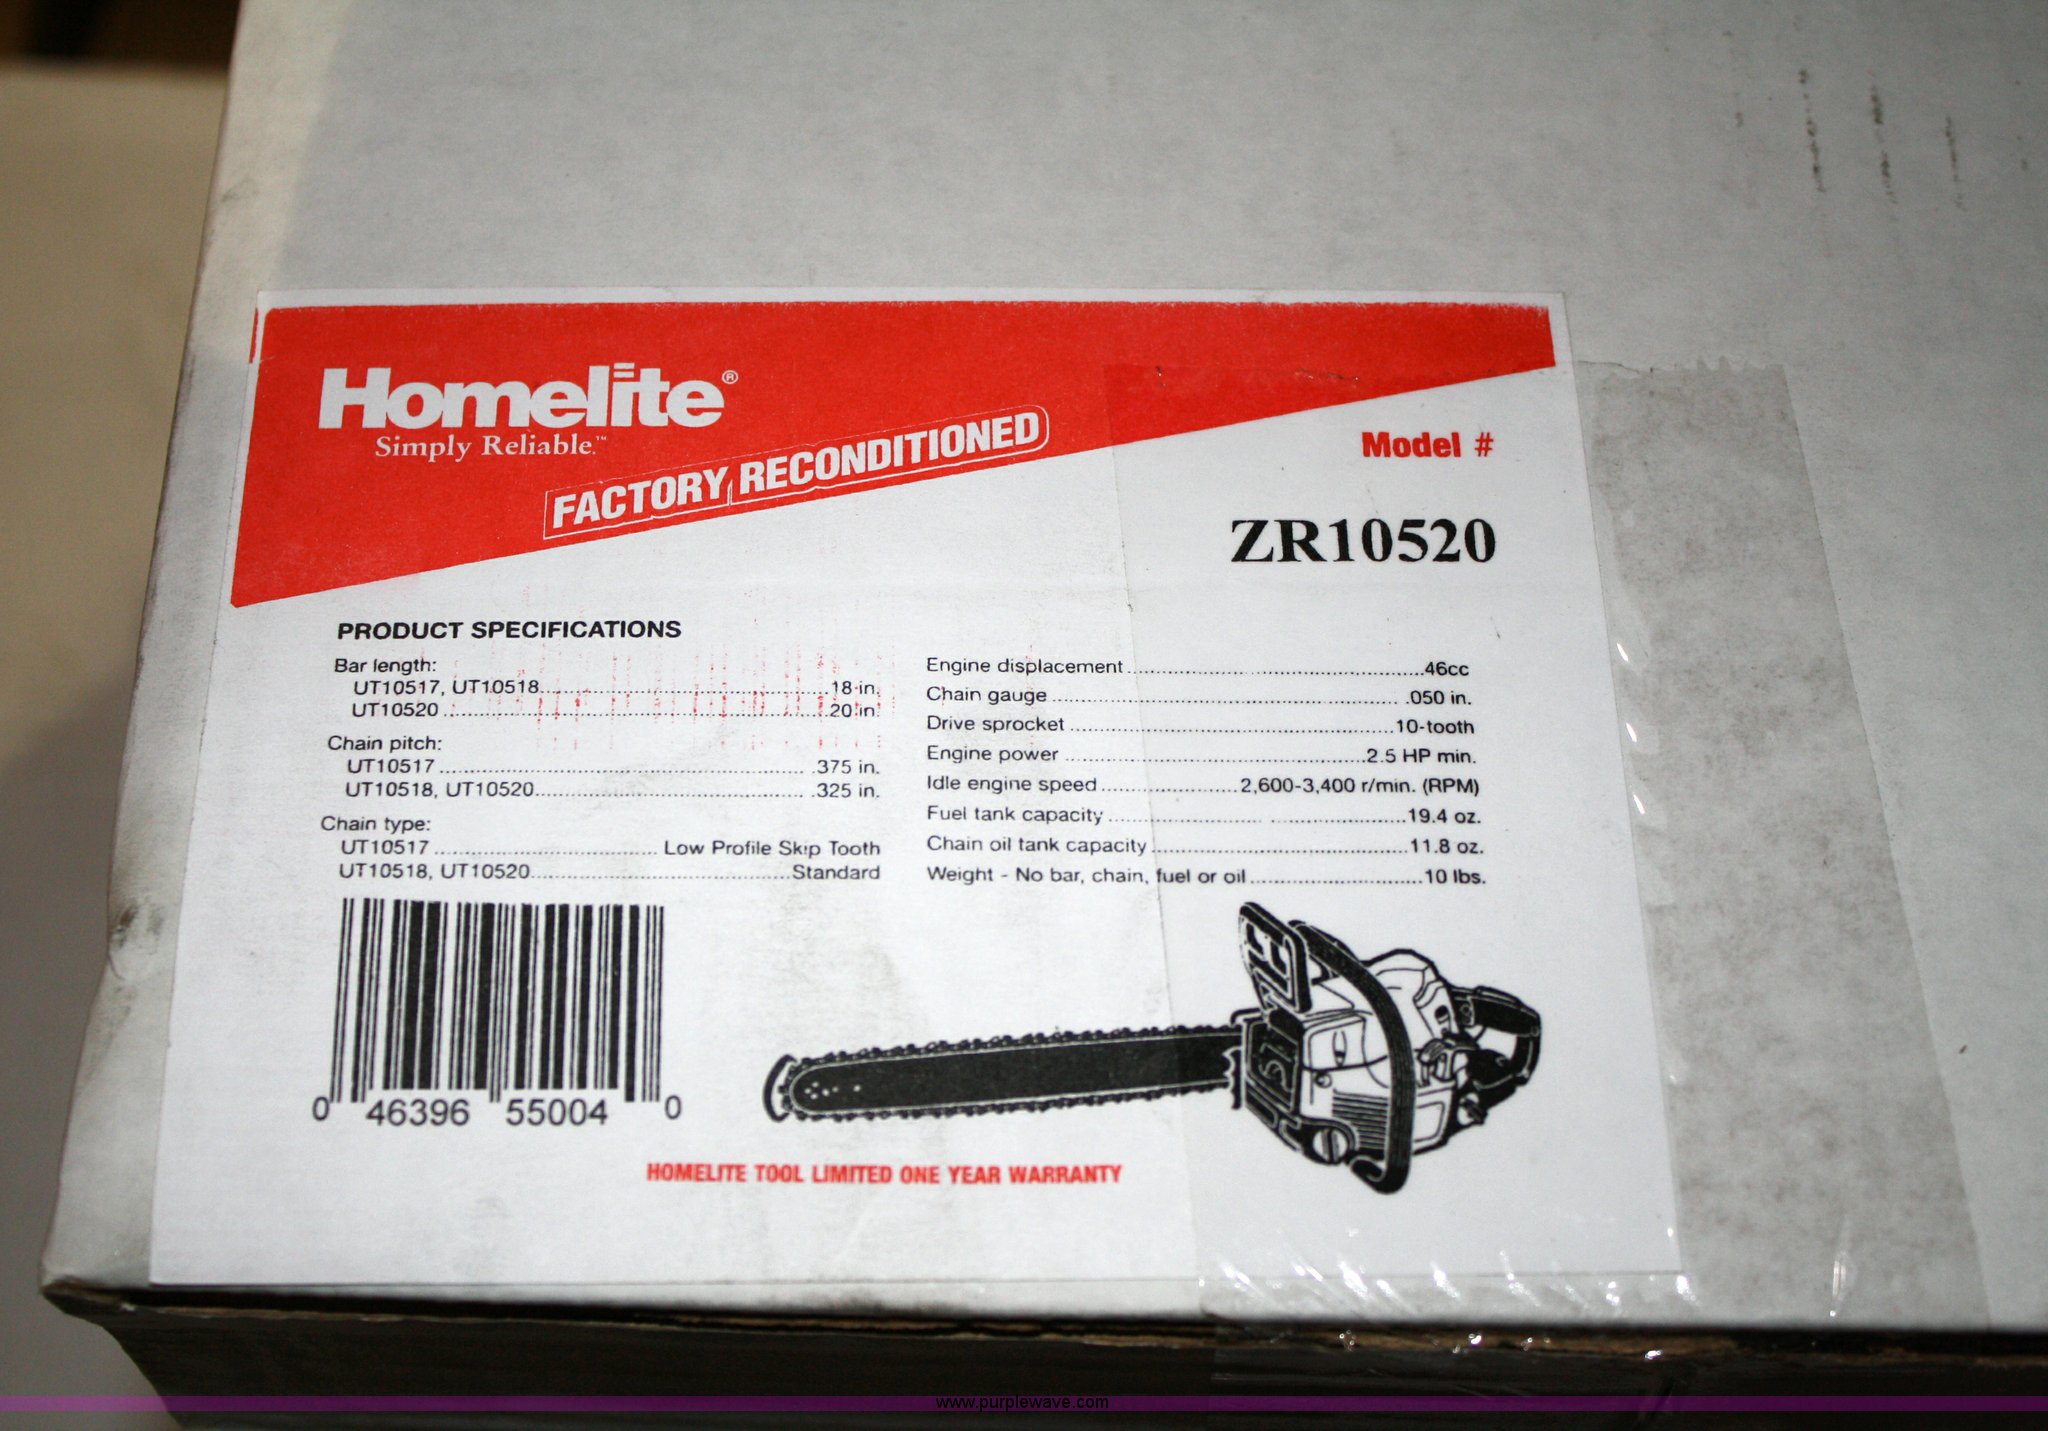 Homelite®
Simply Reliable.™
FACTORY RECONDITIONED
Model #
ZR10520
PRODUCT SPECIFICATIONS
Bar length:
UT10517, UT10518..............................18 in.
UT10520..............................20 in.
Chain pitch:
UT10517.............................. .375 in.
UT10518, UT10520.............................. .325 in.
Chain type:
UT10517.............................. Low Profile Skip Tooth
UT10518, UT10520..............................Standard
Engine displacement..............................46cc
Chain gauge.............................. .050 in.
Drive sprocket..............................10-tooth
Engine power..............................2.5 HP min.
Idle engine speed......................2,600-3,400 r/min. (RPM)
Fuel tank capacity..............................19.4 oz.
Chain oil tank capacity..............................11.8 oz.
Weight - No bar, chain, fuel or oil..............................10 lbs.
0 46396 55004 0
HOMELITE TOOL LIMITED ONE YEAR WARRANTY
www.purplewave.com